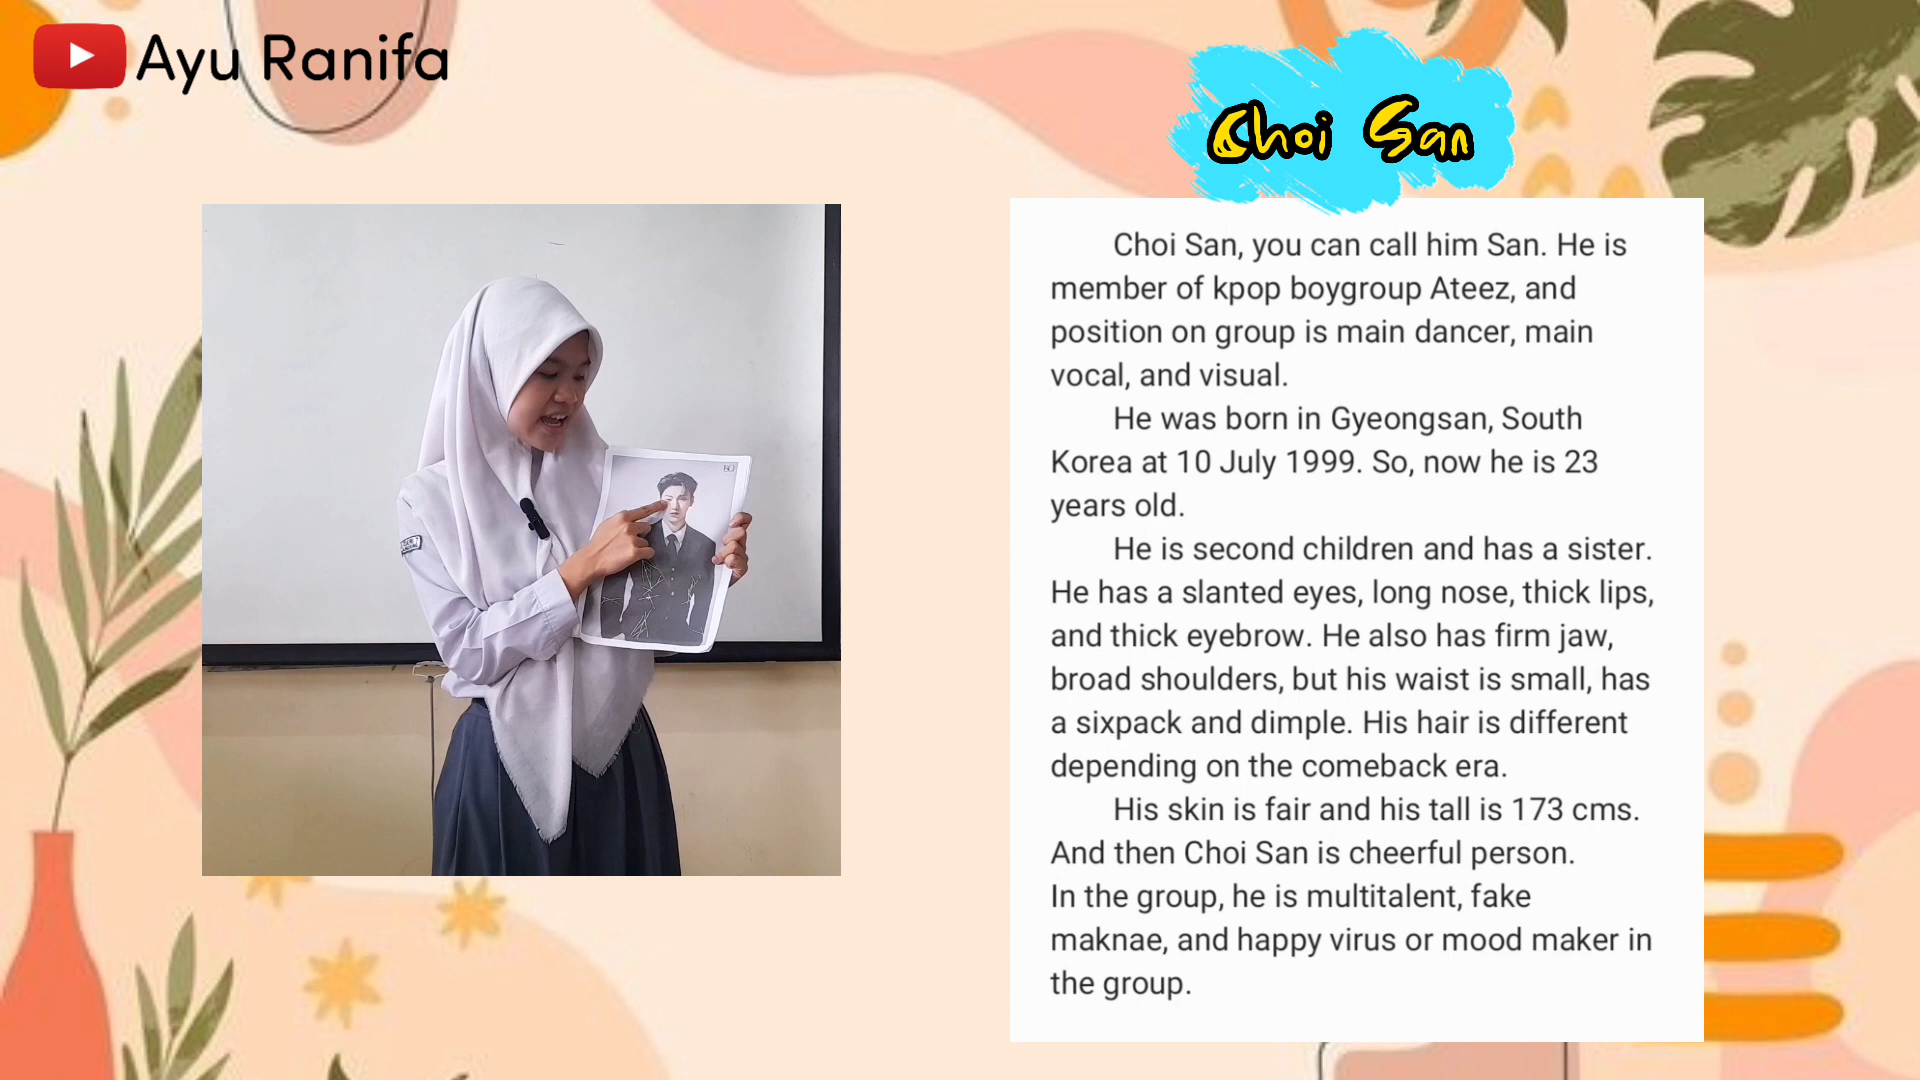 Ayu Ranifa
Choi San
Choi San, you can call him San. He is
member of kpop boygroup Ateez, and
position on group is main dancer, main
vocal, and visual.
He was born in Gyeongsan, South
Korea at 10 July 1999. So, now he is 23
years old.
He is second children and has a sister.
He has a slanted eyes, long nose, thick lips,
and thick eyebrow. He also has firm jaw,
broad shoulders, but his waist is small, has
a sixpack and dimple. His hair is different
depending on the comeback era.
His skin is fair and his tall is 173 cms.
And then Choi San is cheerful person.
In the group, he is multitalent, fake
maknae, and happy virus or mood maker in
the group.